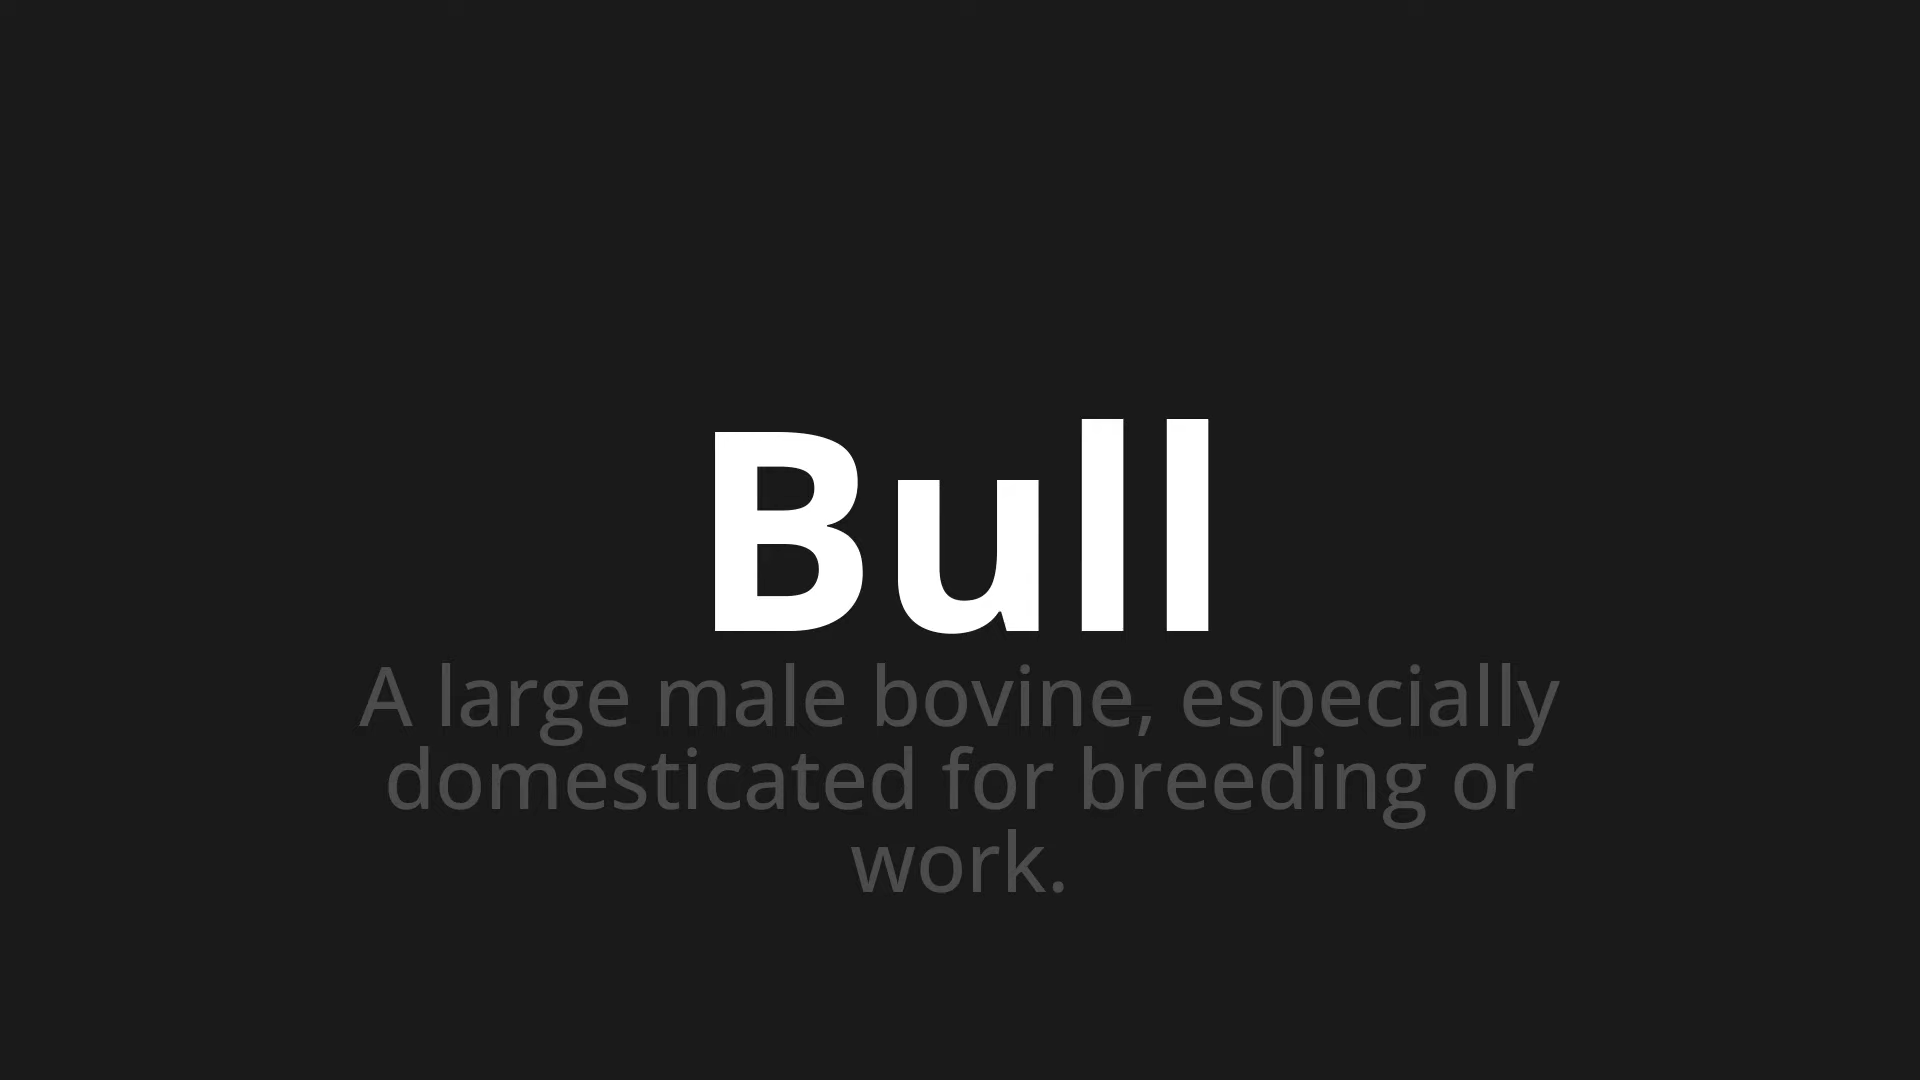 Bull
A large male bovine, especially
domesticated for breeding or
work.